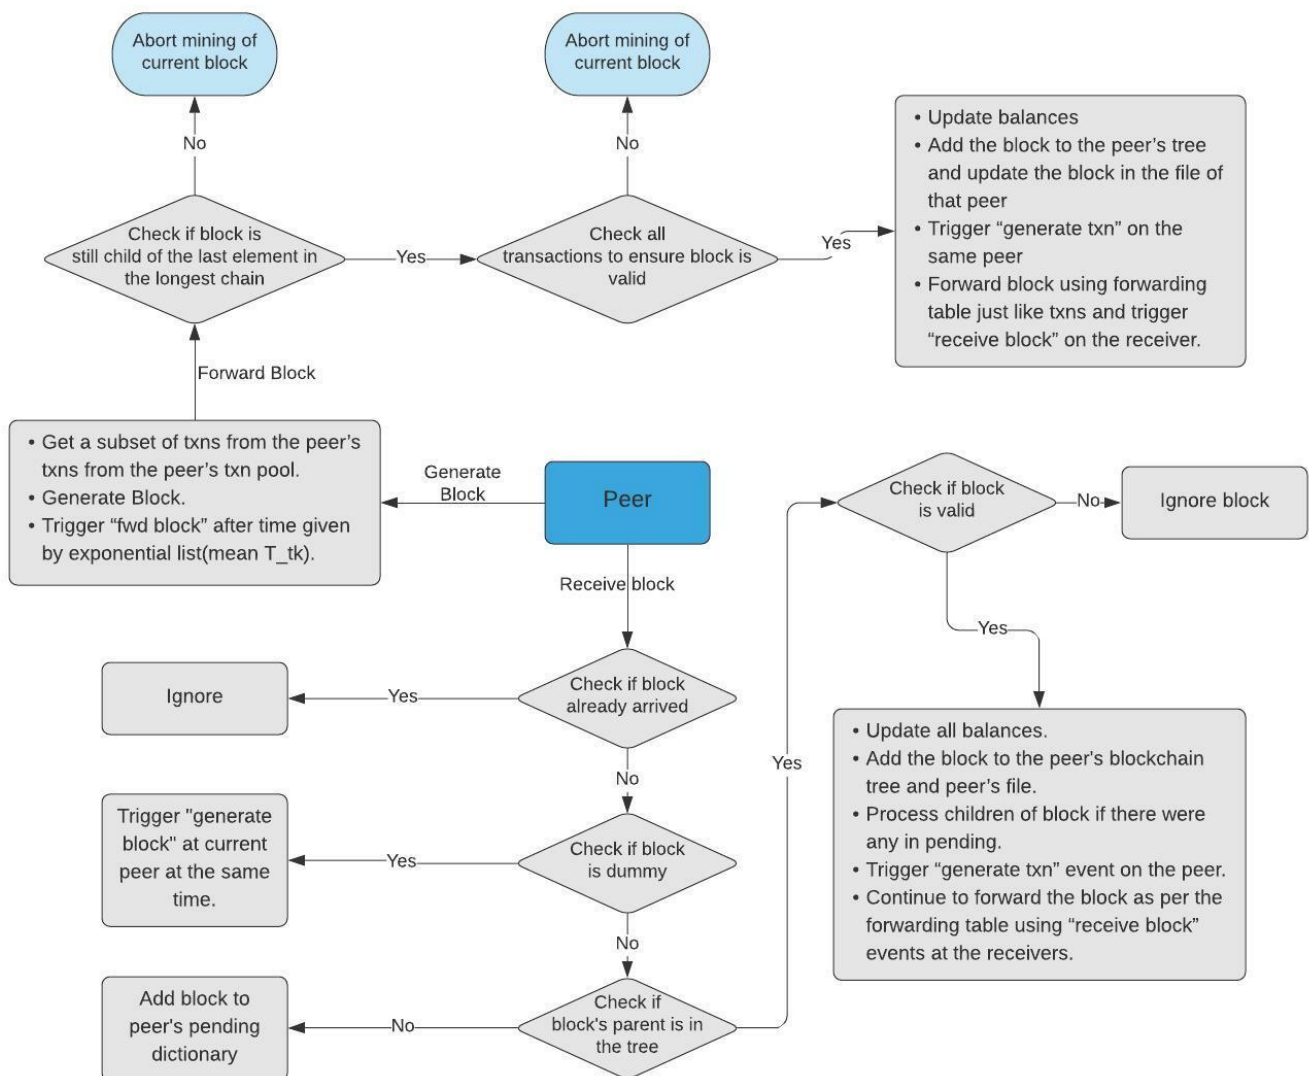 Abort mining of
current block
Abort mining of
current block
No
No
• Update balances
• Add the block to the peer's tree
and update the block in the file of
that peer
• Trigger “generate txn” on the
same peer
• Forward block using forwarding
table just like txns and trigger
“receive block” on the receiver.
Check if block is
still child of the last element in
the longest chain
Yes
Check all
transactions to ensure block is
valid
Yes
Forward Block
• Get a subset of txns from the peer's
txns from the peer's txn pool.
• Generate Block.
• Trigger “fwd block” after time given
by exponential list(mean T_tk).
Generate
Block
Peer
Check if block
is valid
No
Ignore block
Receive block
Yes
Ignore
Yes
Check if block
already arrived
No
Yes
• Update all balances.
• Add the block to the peer's blockchain
tree and peer's file.
• Process children of block if there were
any in pending.
• Trigger “generate txn” event on the peer.
• Continue to forward the block as per the
forwarding table using “receive block”
events at the receivers.
Trigger "generate
block" at current
peer at the same
time.
Yes
Check if block
is dummy
No
Add block to
peer's pending
dictionary
No
Check if
block's parent is in
the tree